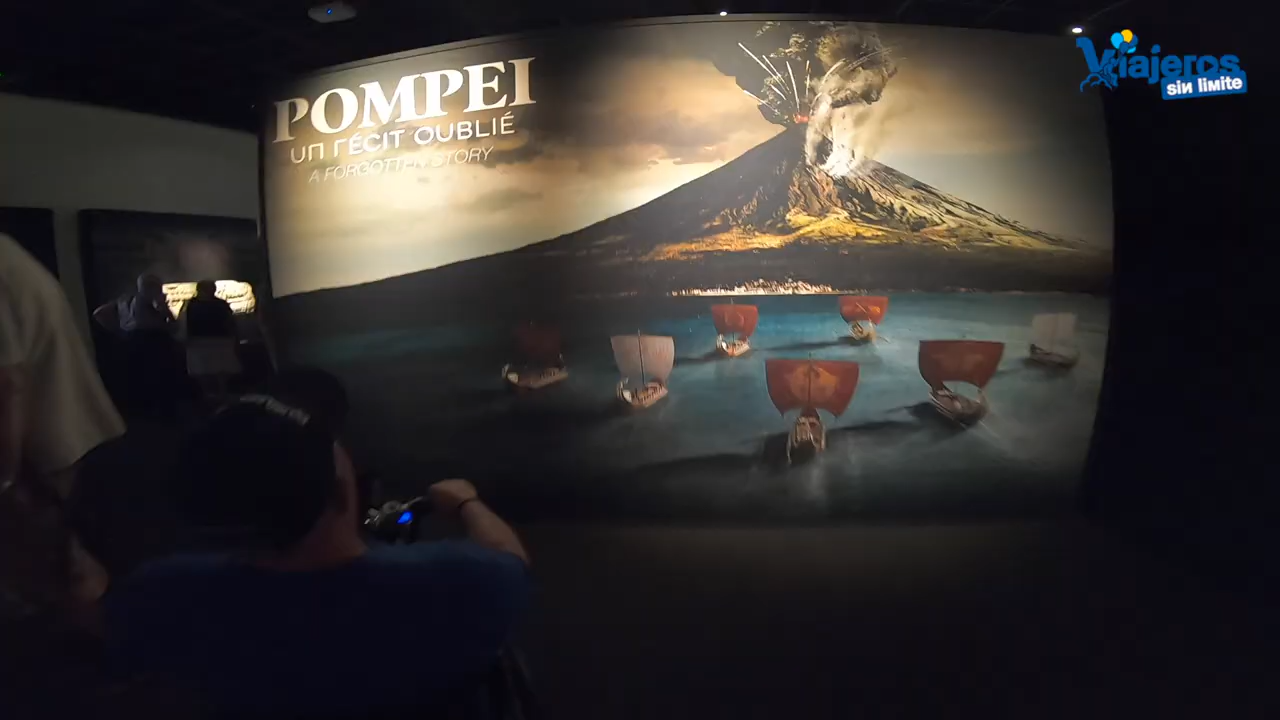 POMPEI
UN RÉCIT OUBLIÉ
A FORGOTTEN STORY
Viajeros
sin límite